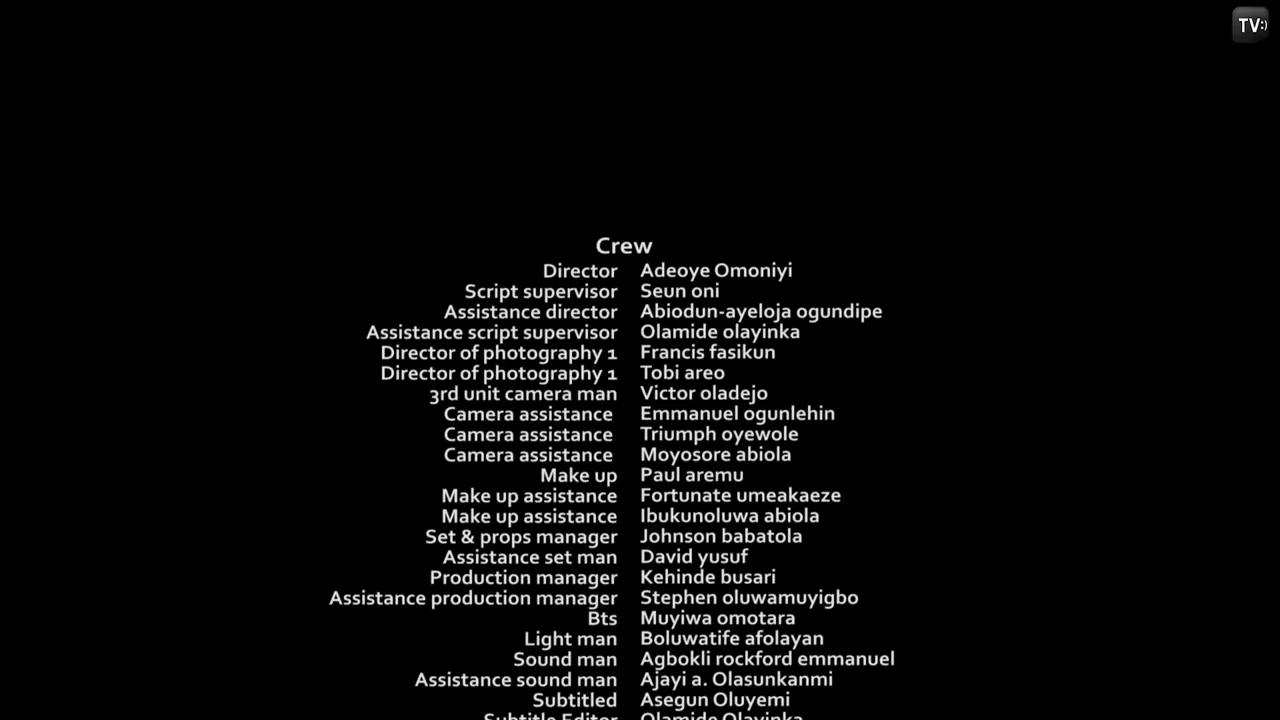 TV:)
Crew
Director Adeoye Omoniyi
Script supervisor Seun oni
Assistance director Abiodun-ayeloja ogundipe
Assistance script supervisor Olamide olayinka
Director of photography 1 Francis fasikun
Director of photography 1 Tobi areo
3rd unit camera man Victor oladejo
Camera assistance Emmanuel ogunlehin
Camera assistance Triumph oyewole
Camera assistance Moyosore abiola
Make up Paul aremu
Make up assistance Fortunate umeakaeze
Make up assistance Ibukunoluwa abiola
Set & props manager Johnson babatola
Assistance set man David yusuf
Production manager Kehinde busari
Assistance production manager Stephen oluwamuyigbo
Bts Muyiwa omotara
Light man Boluwatife afolayan
Sound man Agbokli rockford emmanuel
Assistance sound man Ajayi a. Olasunkanmi
Subtitled Asegun Oluyemi
Subtitle Editor Olamide Olayinka